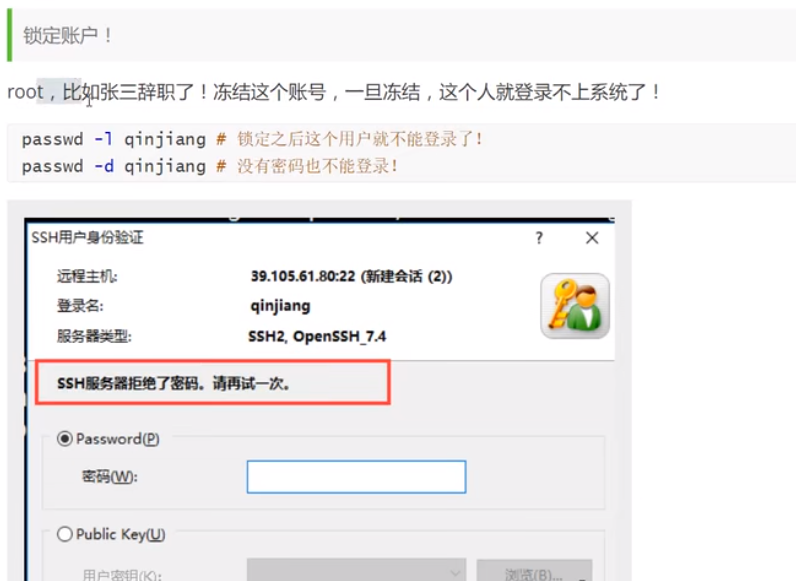 锁定账户！
root，比如张三辞职了！冻结这个账号，一旦冻结，这个人就登录不上系统了！
passwd -l qinjiang # 锁定之后这个用户就不能登录了！
passwd -d qinjiang # 没有密码也不能登录！
SSH用户身份验证 ? ×
远程主机: 39.105.61.80:22 (新建会话 (2))
登录名: qinjiang
服务器类型: SSH2, OpenSSH_7.4
SSH服务器拒绝了密码。请再试一次。
Password(P)
密码(W):
Public Key(U)
用户密钥(K): 浏览(B)...